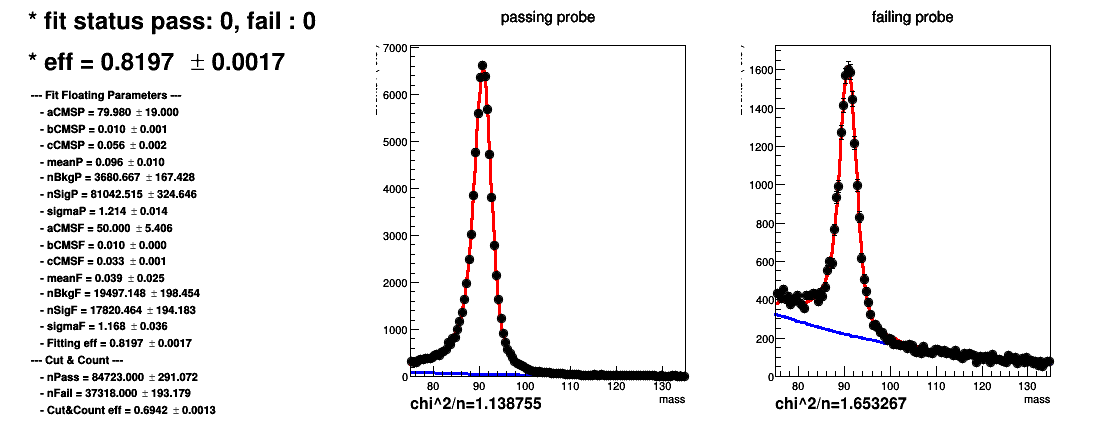 * fit status pass: 0, fail : 0
* eff = 0.8197 ± 0.0017
--- Fit Floating Parameters ---
- aCMSP = 79.980 ± 19.000
- bCMSP = 0.010 ± 0.001
- cCMSP = 0.056 ± 0.002
- meanP = 0.096 ± 0.010
- nBkgP = 3680.667 ± 167.428
- nSigP = 81042.515 ± 324.646
- sigmaP = 1.214 ± 0.014
- aCMSF = 50.000 ± 5.406
- bCMSF = 0.010 ± 0.000
- cCMSF = 0.033 ± 0.001
- meanF = 0.039 ± 0.025
- nBkgF = 19497.148 ± 198.454
- nSigF = 17820.464 ± 194.183
- sigmaF = 1.168 ± 0.036
- Fitting eff = 0.8197 ± 0.0017
--- Cut & Count ---
- nPass = 84723.000 ± 291.072
- nFail = 37318.000 ± 193.179
- Cut&Count eff = 0.6942 ± 0.0013
passing probe
7000
6000
5000
4000
3000
2000
1000
0
80 90 100 110 120 130
mass
chi^2/n=1.138755
failing probe
1600
1400
1200
1000
800
600
400
200
0
80 90 100 110 120 130
mass
chi^2/n=1.653267